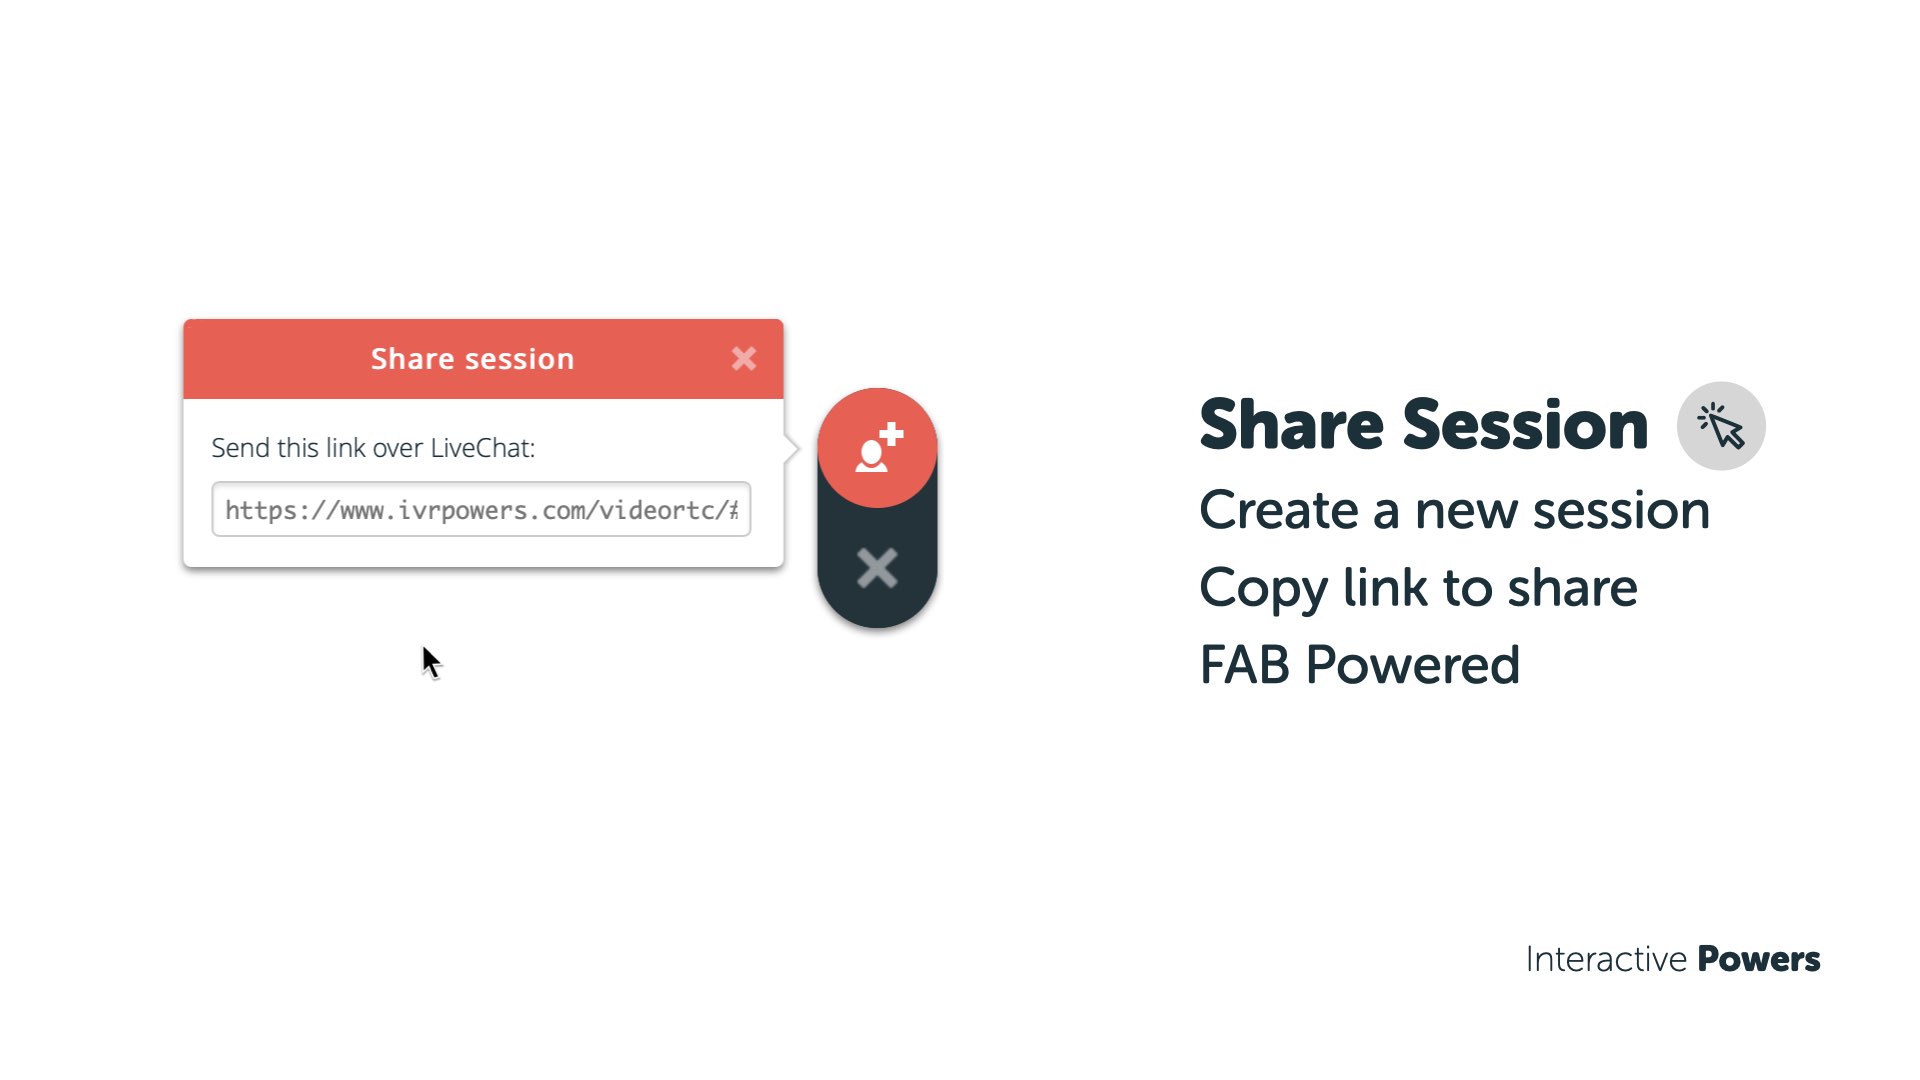 Share session
Send this link over LiveChat:
https://www.ivrpowers.com/videortc/#
Share Session
Create a new session
Copy link to share
FAB Powered
Interactive Powers